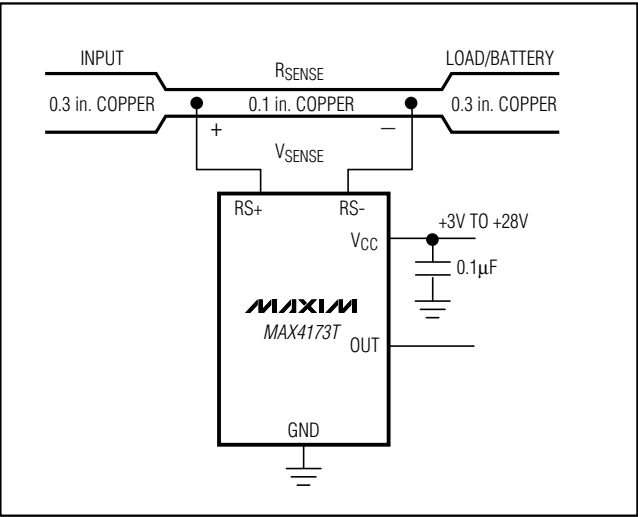 INPUT
RSENSE
LOAD/BATTERY
0.3 in. COPPER
0.1 in. COPPER
0.3 in. COPPER
+
−
VSENSE
RS+
RS-
VCC
+3V TO +28V
0.1µF
MAXIM
MAX4173T
OUT
GND